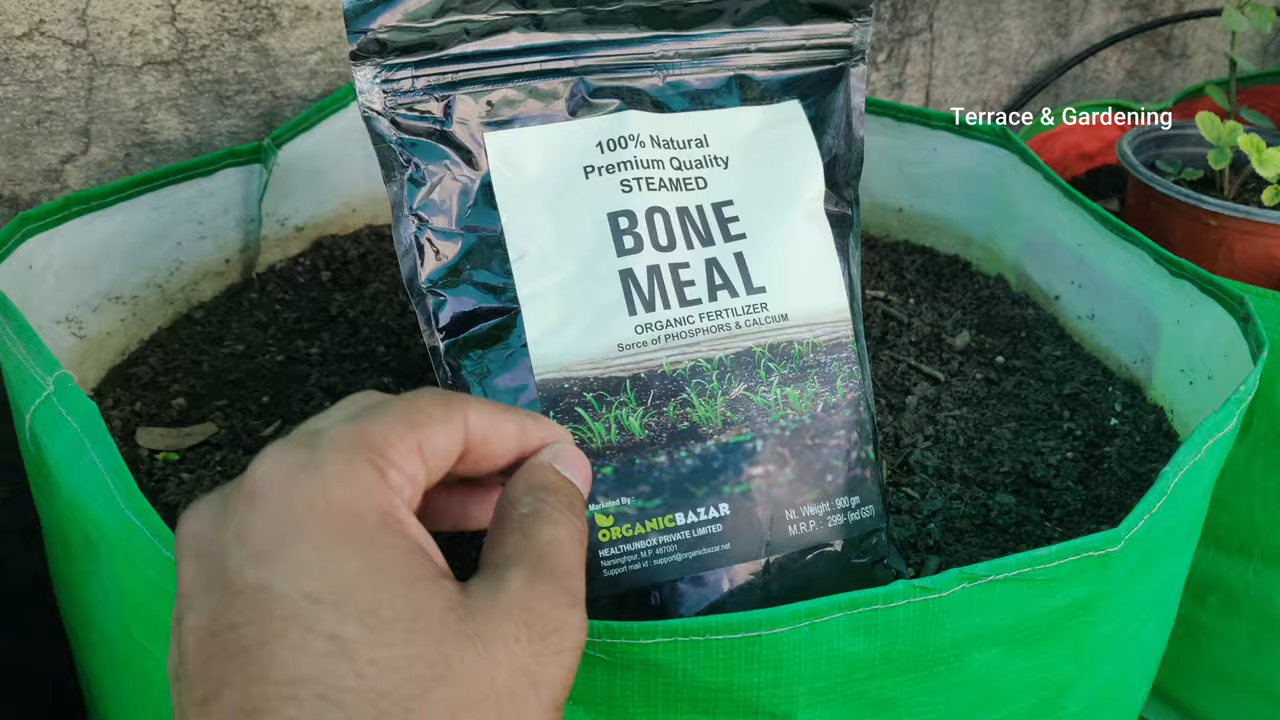 Terrace & Gardening
100% Natural
Premium Quality
STEAMED
BONE
MEAL
ORGANIC FERTILIZER
Sorce of PHOSPHORS & CALCIUM
Marketed By :
ORGANICBAZAR
HEALTHUNBOX PRIVATE LIMITED
Narsinghpur, M.P. 487001
Support mail id : support@organicbazar.net
Nt. Weight : 900 gm
M.R.P. : 299/- (incl GST)